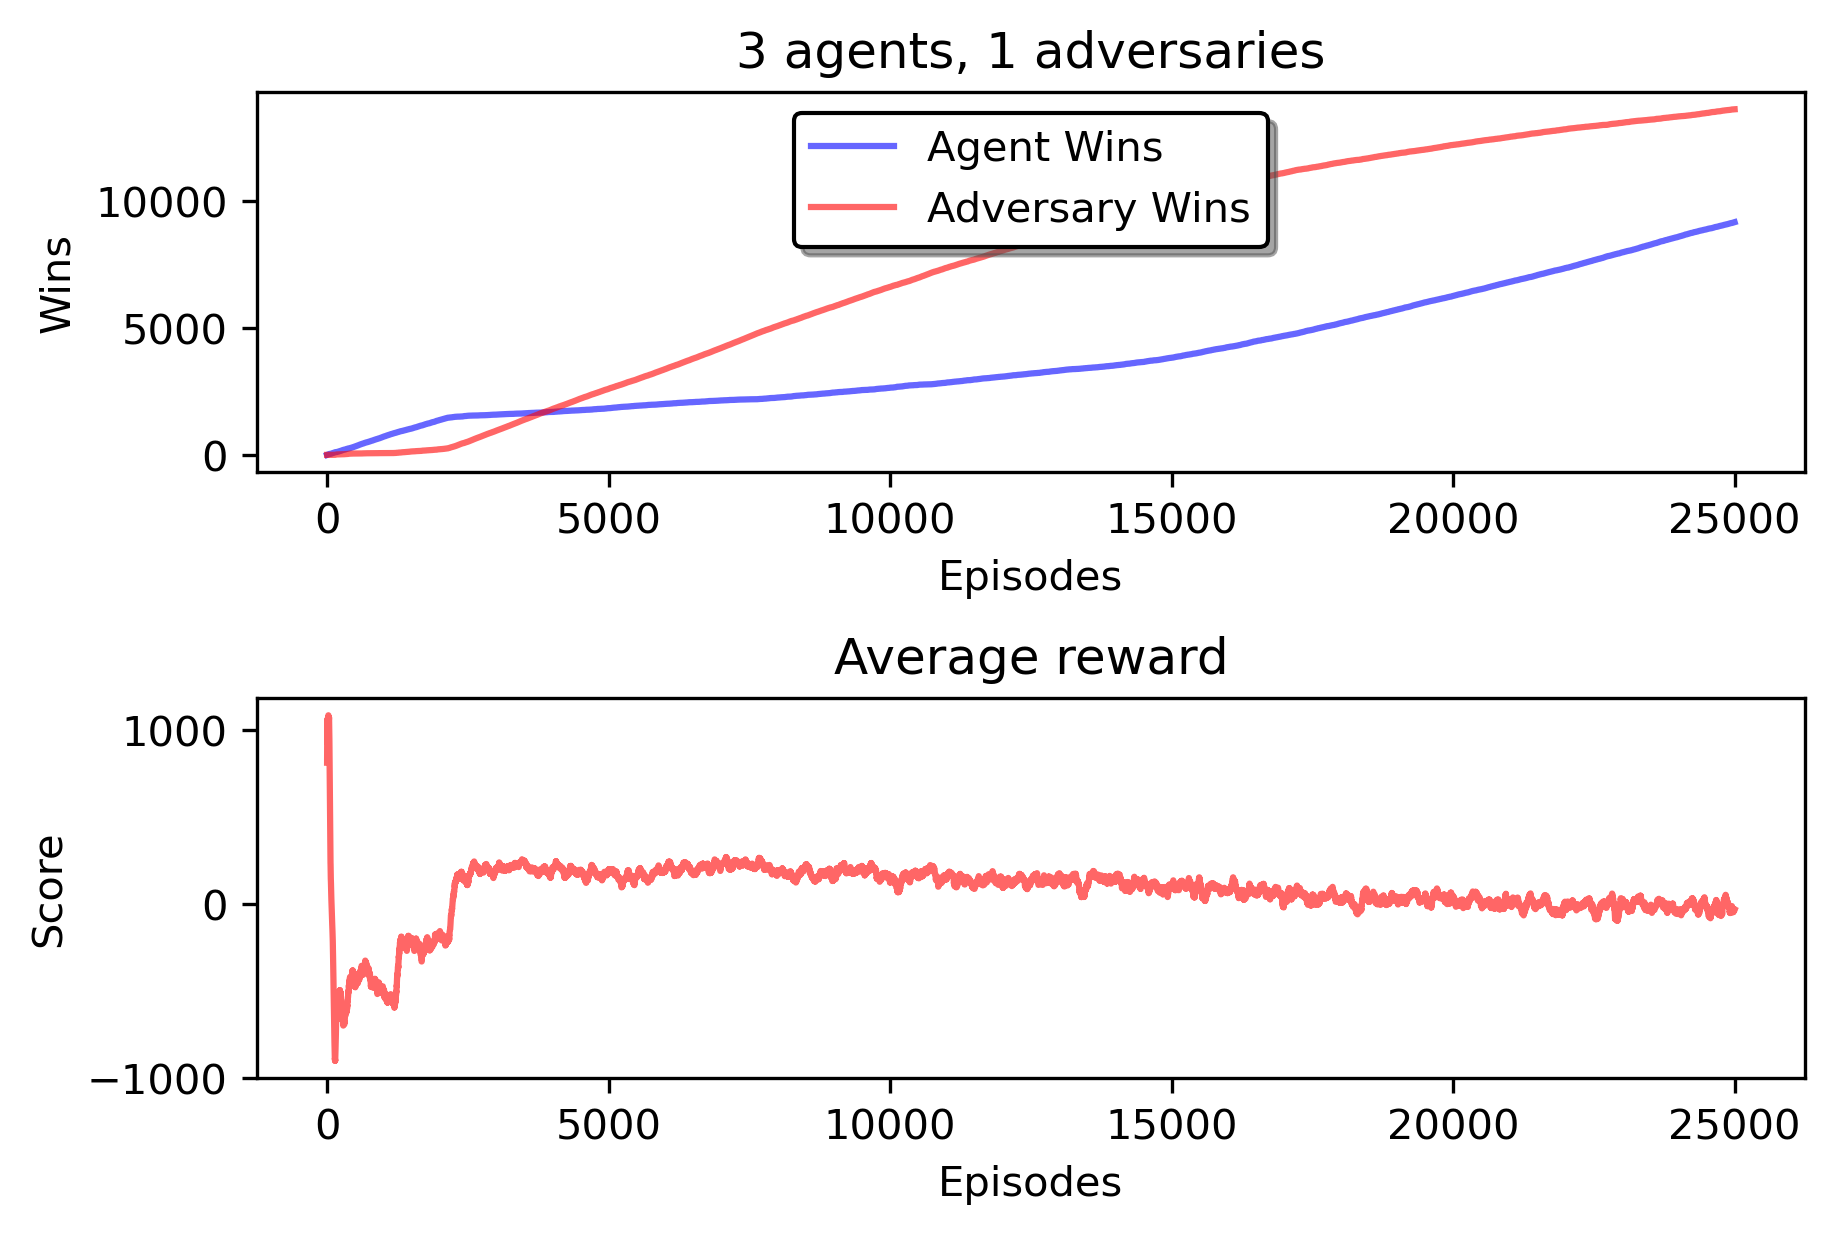 3 agents, 1 adversaries
Agent Wins
Adversary Wins
Wins
10000
5000
0
0 5000 10000 15000 20000 25000
Episodes
Average reward
Score
1000
0
−1000
0 5000 10000 15000 20000 25000
Episodes